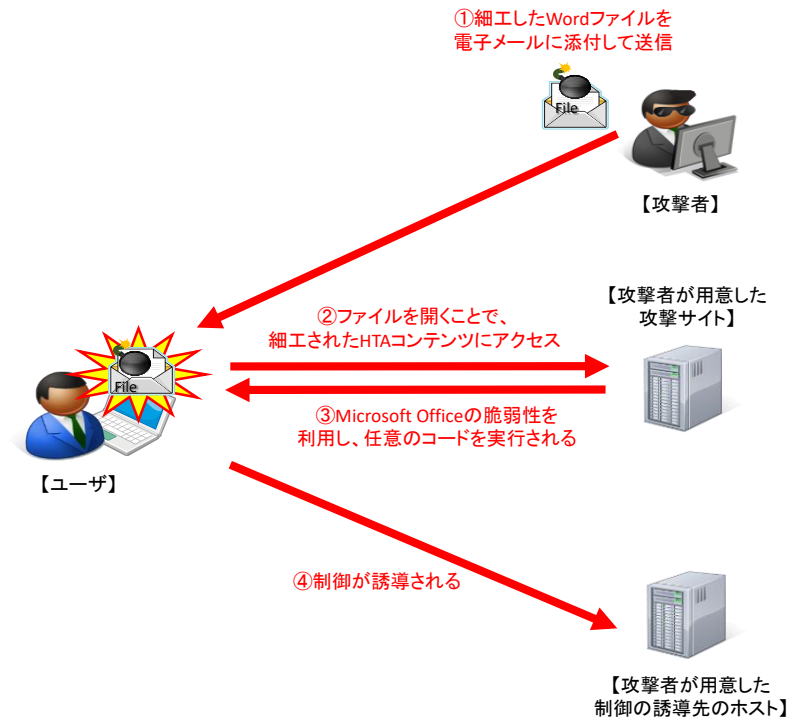 ①細工したWordファイルを
電子メールに添付して送信
File
【攻撃者】
【攻撃者が用意した
攻撃サイト】
②ファイルを開くことで、
細工されたHTAコンテンツにアクセス
File
③Microsoft Officeの脆弱性を
利用し、任意のコードを実行される
【ユーザ】
④制御が誘導される
【攻撃者が用意した
制御の誘導先のホスト】